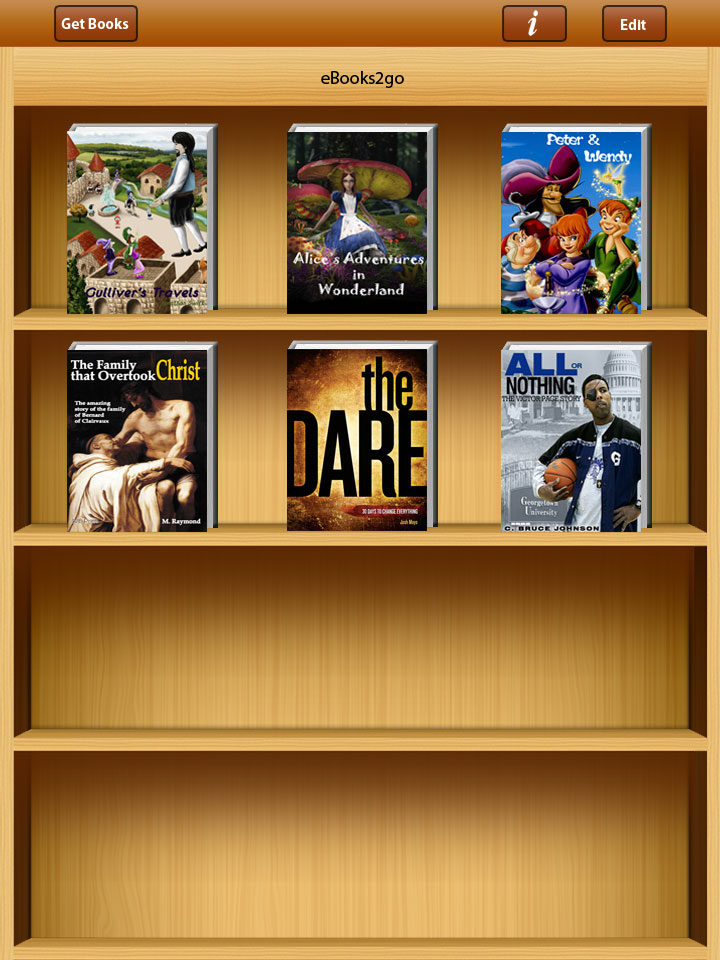 Get Books
i
Edit
eBooks2go
Gulliver's Travels
Alice's Adventures
in
Wonderland
Peter &
Wendy
The Family
that Overtook Christ
The amazing
story of the family
of Bernard
of Clairvaux
M. Raymond
the
DARE
30 DAYS TO CHANGE EVERYTHING
Josh Mayo
ALL OR
NOTHING
THE VICTOR PAGE STORY
G
Georgetown
University
C. BRUCE JOHNSON